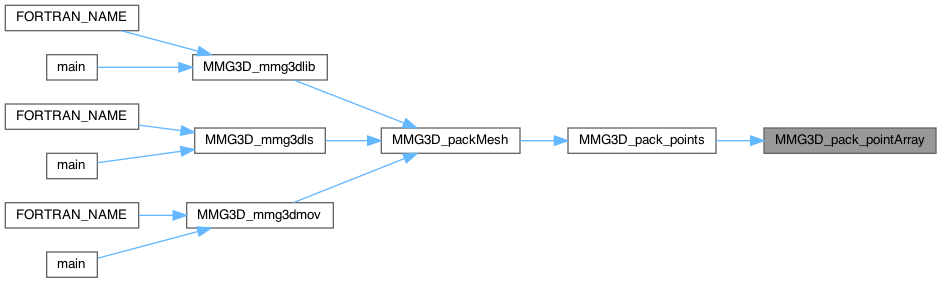 FORTRAN_NAME
main
MMG3D_mmg3dlib
FORTRAN_NAME
main
MMG3D_mmg3dls
MMG3D_packMesh
MMG3D_pack_points
MMG3D_pack_pointArray
FORTRAN_NAME
main
MMG3D_mmg3dmov